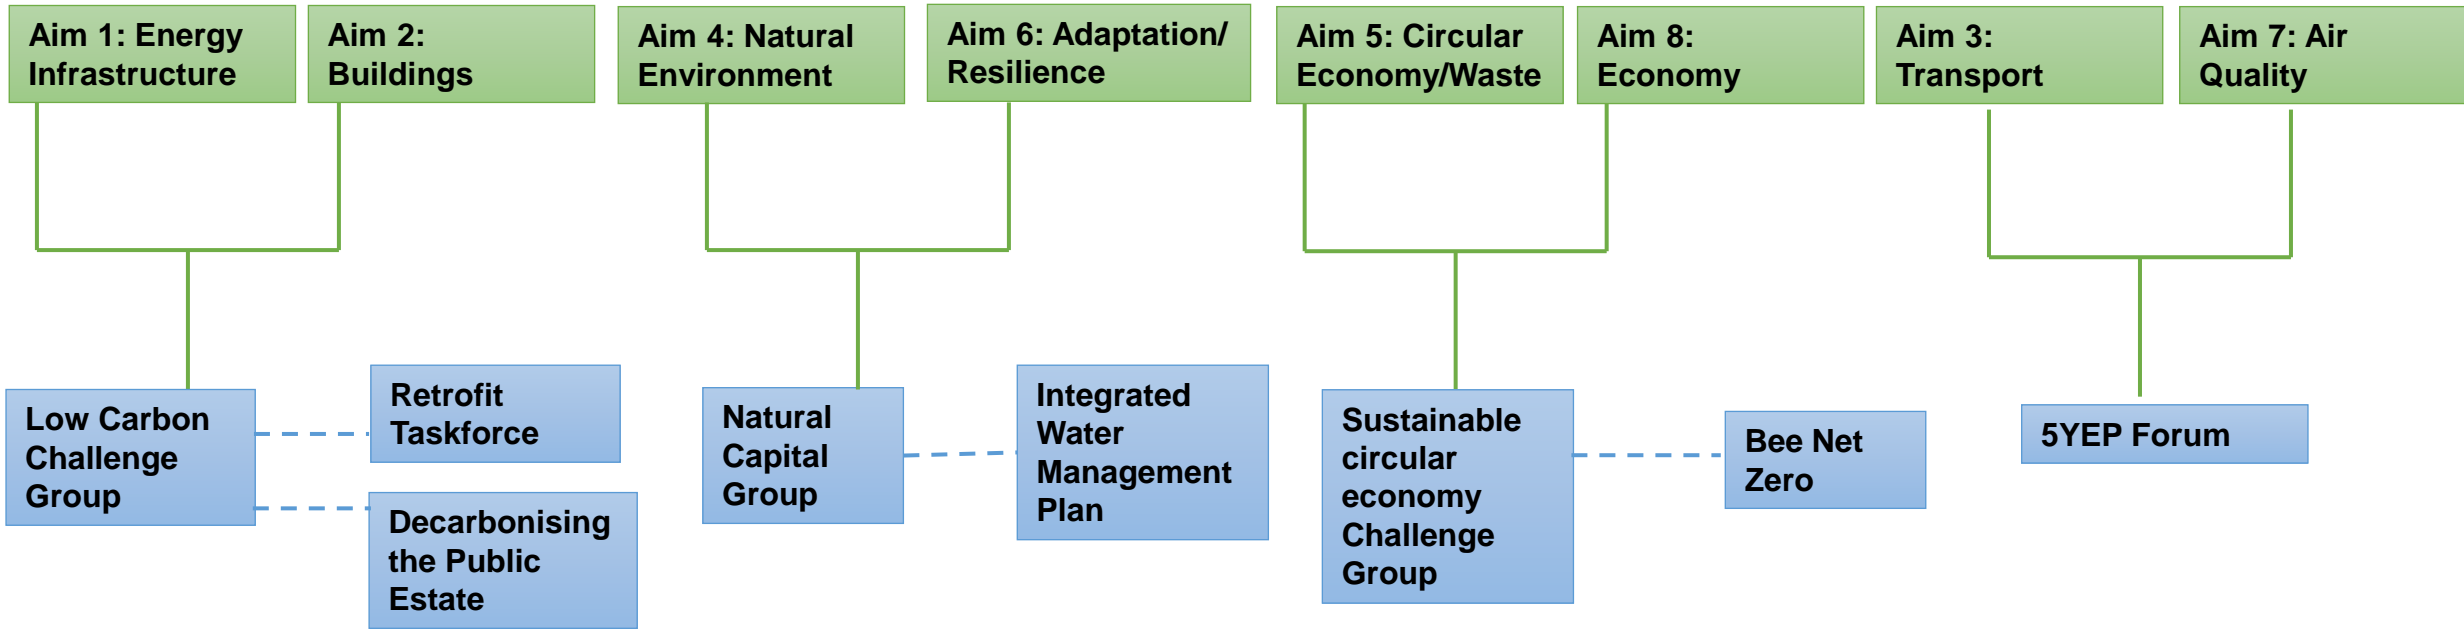 Aim 1: Energy
Infrastructure
Aim 2:
Buildings
Aim 4: Natural
Environment
Aim 6: Adaptation/
Resilience
Aim 5: Circular
Economy/Waste
Aim 8:
Economy
Aim 3:
Transport
Aim 7: Air
Quality
Low Carbon
Challenge
Group
Retrofit
Taskforce
Decarbonising
the Public
Estate
Natural
Capital
Group
Integrated
Water
Management
Plan
Sustainable
circular
economy
Challenge
Group
Bee Net
Zero
5YEP Forum